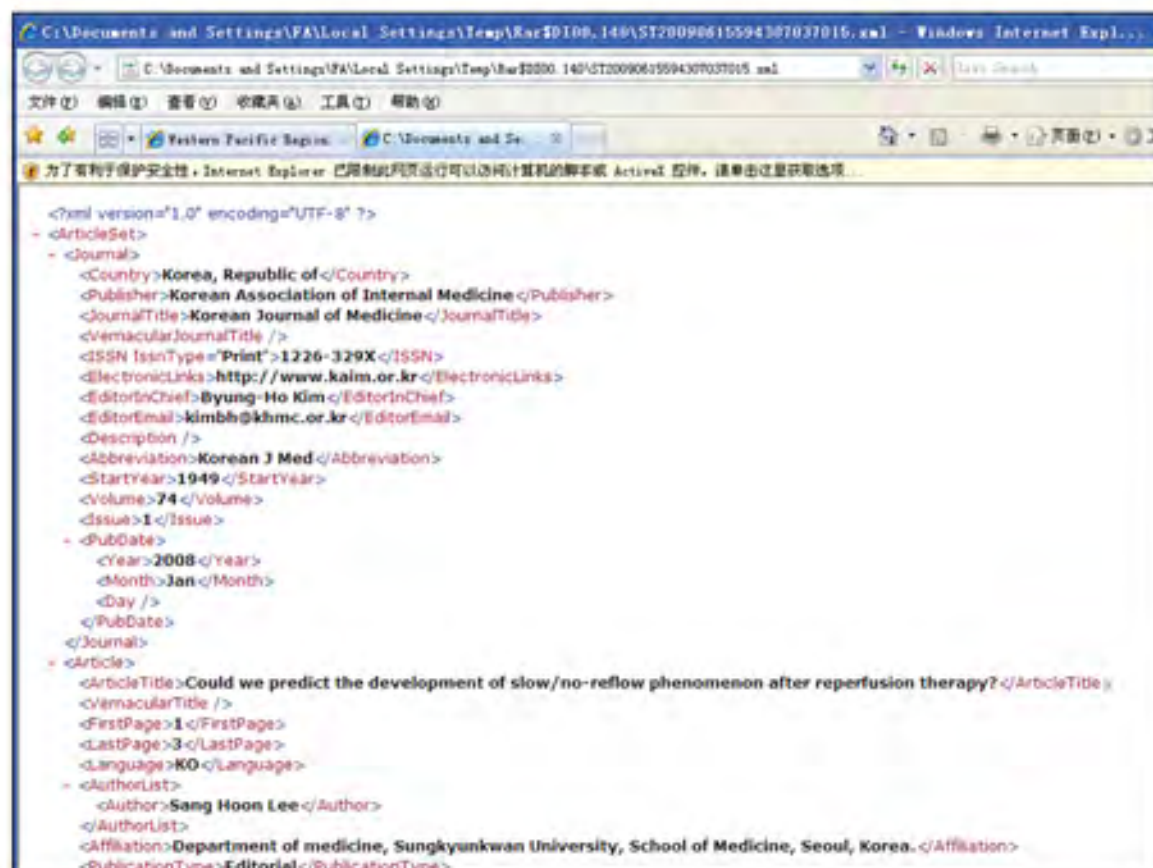 C:\Documents and Settings\FA\Local Settings\Temp\Rar$DI00.140\ST20090615594307037015.xml - Windows Internet Expl...
C:\Documents and Settings\FA\Local Settings\Temp\Rar$DI00.140\ST20090615594307037015.xml Live Search
文件(F) 编辑(E) 查看(V) 收藏夹(A) 工具(T) 帮助(H)
Western Pacific Region C:\Documents and Se 页面(P)
为了有利于保护安全性，Internet Explorer 已限制此网页运行可以访问计算机的脚本或 ActiveX 控件。请单击这里获取选项...
<?xml version="1.0" encoding="UTF-8" ?>
- <ArticleSet>
- <Journal>
<Country>Korea, Republic of</Country>
<Publisher>Korean Association of Internal Medicine</Publisher>
<JournalTitle>Korean Journal of Medicine</JournalTitle>
<VernacularJournalTitle />
<ISSN IssnType="Print">1226-329X</ISSN>
<ElectronicLinks>http://www.kaim.or.kr</ElectronicLinks>
<EditorInChief>Byung-Ho Kim</EditorInChief>
<EditorEmail>kimbh@khmc.or.kr</EditorEmail>
<Description />
<Abbreviation>Korean J Med</Abbreviation>
<StartYear>1949</StartYear>
<Volume>74</Volume>
<Issue>1</Issue>
- <PubDate>
<Year>2008</Year>
<Month>Jan</Month>
<Day />
</PubDate>
</Journal>
- <Article>
<ArticleTitle>Could we predict the development of slow/no-reflow phenomenon after reperfusion therapy?</ArticleTitle>
<VernacularTitle />
<FirstPage>1</FirstPage>
<LastPage>3</LastPage>
<Language>KO</Language>
- <AuthorList>
<Author>Sang Hoon Lee</Author>
</AuthorList>
<Affiliation>Department of medicine, Sungkyunkwan University, School of Medicine, Seoul, Korea.</Affiliation>
<PublicationType>Editorial</PublicationType>